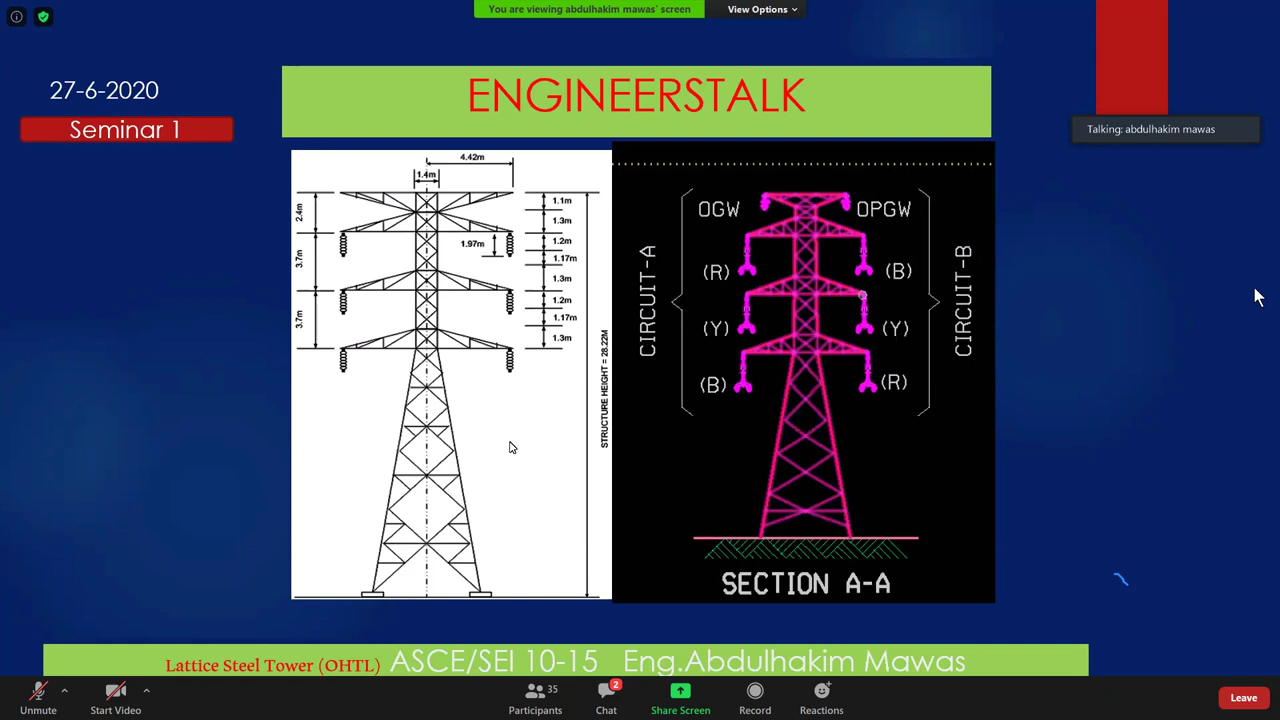 You are viewing abdulhakim mawas' screen
View Options
27-6-2020
Seminar 1
ENGINEERSTALK
Talking: abdulhakim mawas
4.42m
1.4m
2.4m
3.7m
3.7m
1.97m
1.1m
1.3m
1.2m
1.17m
1.3m
1.2m
1.17m
1.3m
STRUCTURE HEIGHT = 28.22M
OGW
OPGW
CIRCUIT-A
CIRCUIT-B
(R)
(B)
(Y)
(Y)
(B)
(R)
SECTION A-A
Lattice Steel Tower (OHTL) ASCE/SEI 10-15 Eng.Abdulhakim Mawas
Unmute
Start Video
Participants
35
Chat
2
Share Screen
Record
Reactions
Leave